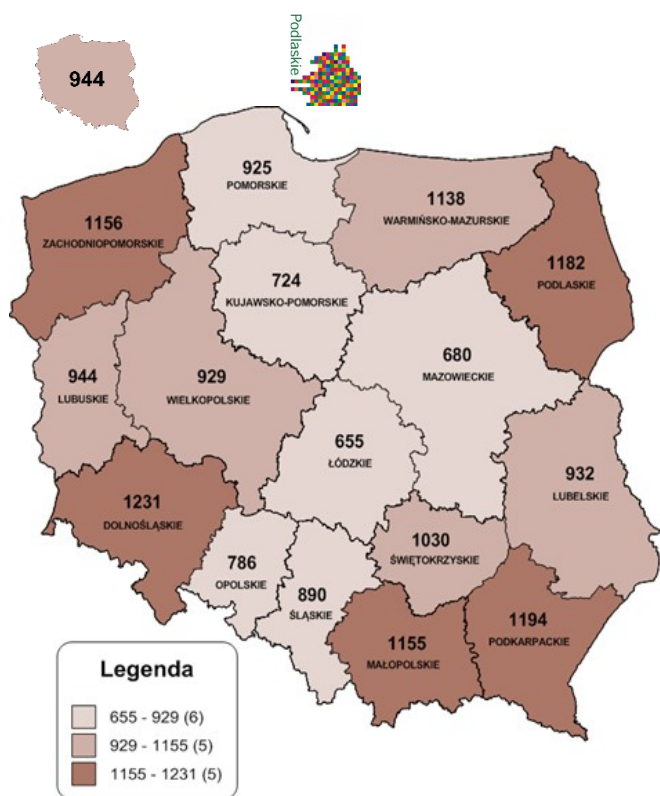 944
Podlaskie
925
POMORSKIE
1138
WARMIŃSKO-MAZURSKIE
1156
ZACHODNIOPOMORSKIE
1182
PODLASKIE
724
KUJAWSKO-POMORSKIE
680
MAZOWIECKIE
944
LUBUSKIE
929
WIELKOPOLSKIE
655
ŁÓDZKIE
932
LUBELSKIE
1231
DOLNOŚLĄSKIE
1030
ŚWIĘTOKRZYSKIE
786
OPOLSKIE
890
ŚLĄSKIE
1155
MAŁOPOLSKIE
1194
PODKARPACKIE
Legenda
655 - 929 (6)
929 - 1155 (5)
1155 - 1231 (5)